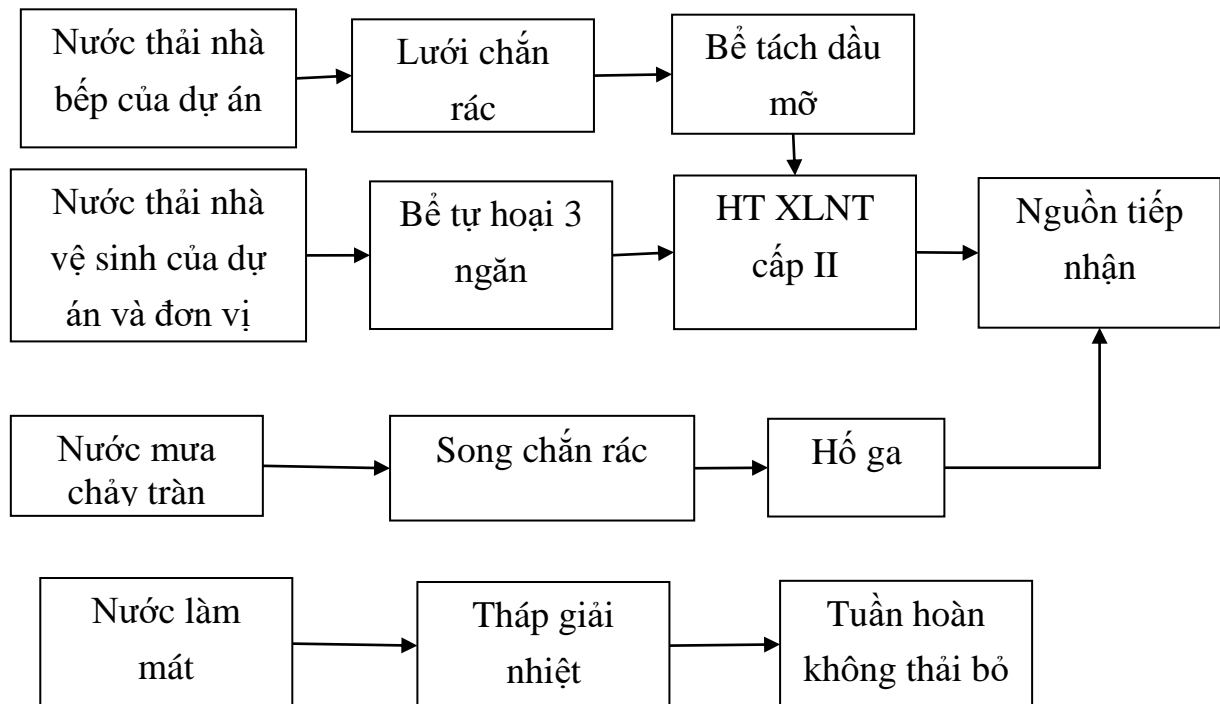 Nước thải nhà
bếp của dự án
Lưới chắn
rác
Bể tách dầu
mỡ
Nước thải nhà
vệ sinh của dự
án và đơn vị
Bể tự hoại 3
ngăn
HT XLNT
cấp II
Nguồn tiếp
nhận
Nước mưa
chảy tràn
Song chắn rác
Hố ga
Nước làm
mát
Tháp giải
nhiệt
Tuần hoàn
không thải bỏ